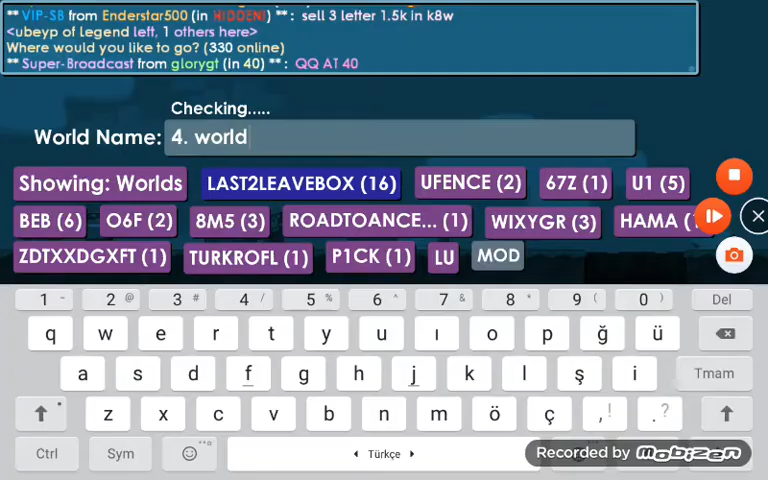 ** VIP-SB from Enderstar500 (in HIDDEN!) ** : sell 3 letter 1.5k in k8w
<ubeyp of Legend left, 1 others here>
Where would you like to go? (330 online)
** Super-Broadcast from glorygt (in 40) ** : QQ AT 40
Checking.....
World Name: 4. world
Showing: Worlds LAST2LEAVEBOX (16) UFENCE (2) 67Z (1) U1 (5)
BEB (6) O6F (2) 8M5 (3) ROADTOANCE... (1) WIXYGR (3) HAMA
ZDTXXDGXFT (1) TURKROFL (1) P1CK (1) LU MOD
1 - 2 @ 3 # 4 / 5 % 6 ^ 7 & 8 * 9 ( 0 ) Del
q w e r t y u ı o p ğ ü
a s d f g h j k l ş i Tmam
z x c v b n m ö ç ,! .?
Ctrl Sym Türkçe Recorded by Mobizen